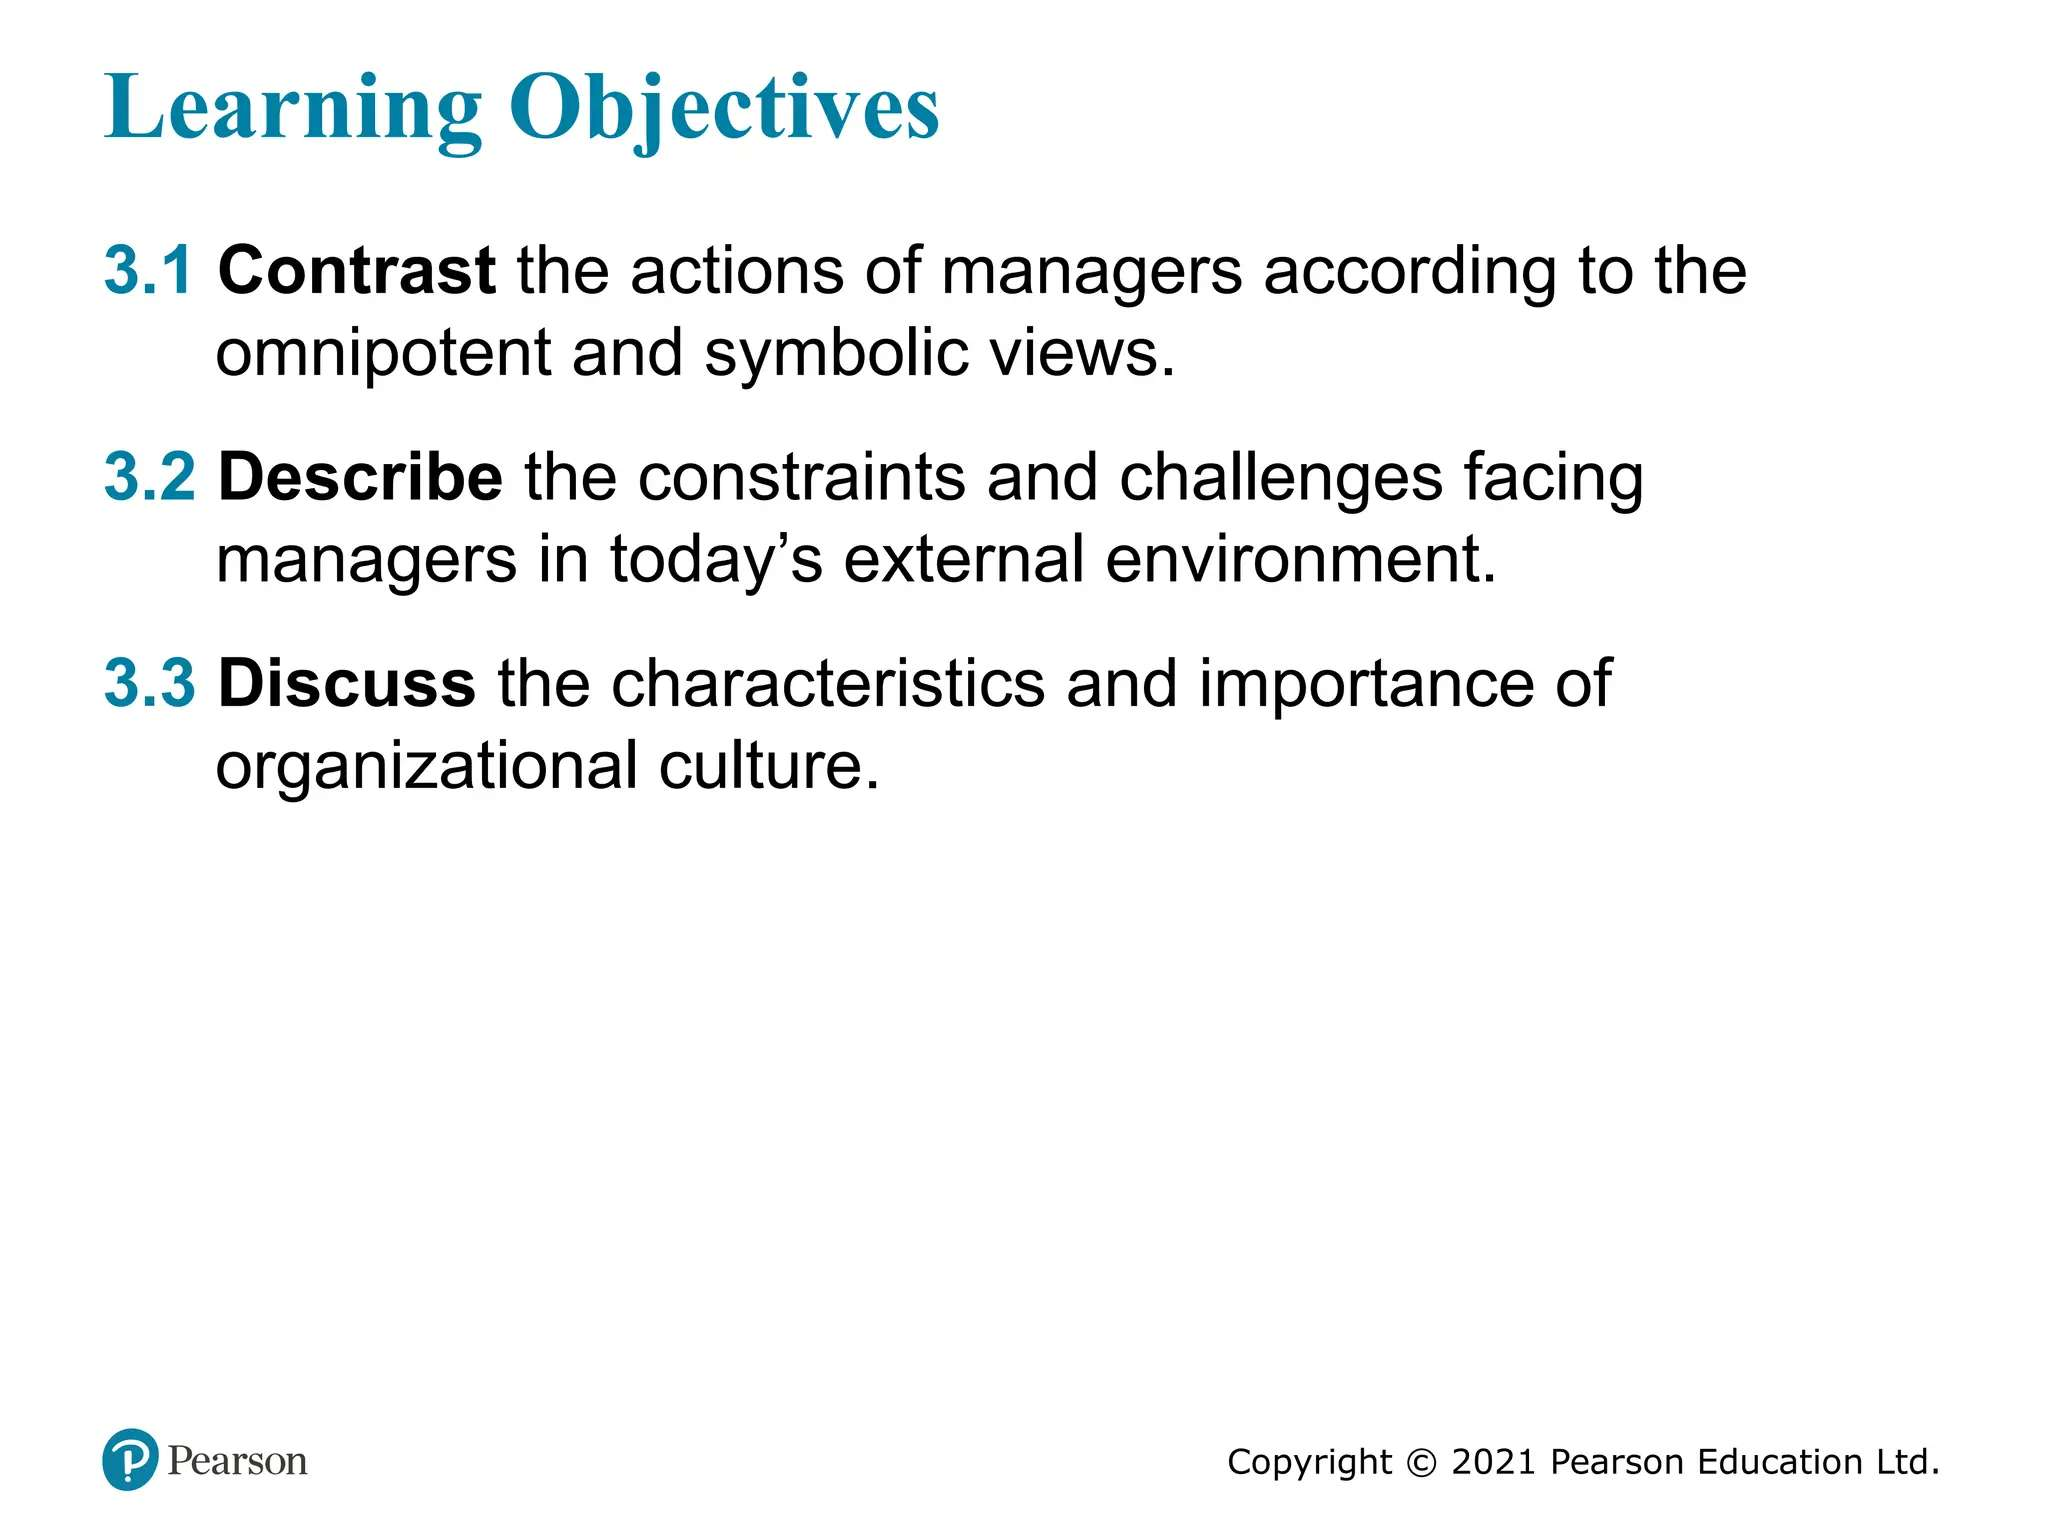 Learning Objectives
3.1 Contrast the actions of managers according to the
omnipotent and symbolic views.
3.2 Describe the constraints and challenges facing
managers in today’s external environment.
3.3 Discuss the characteristics and importance of
organizational culture.
Pearson
Copyright © 2021 Pearson Education Ltd.